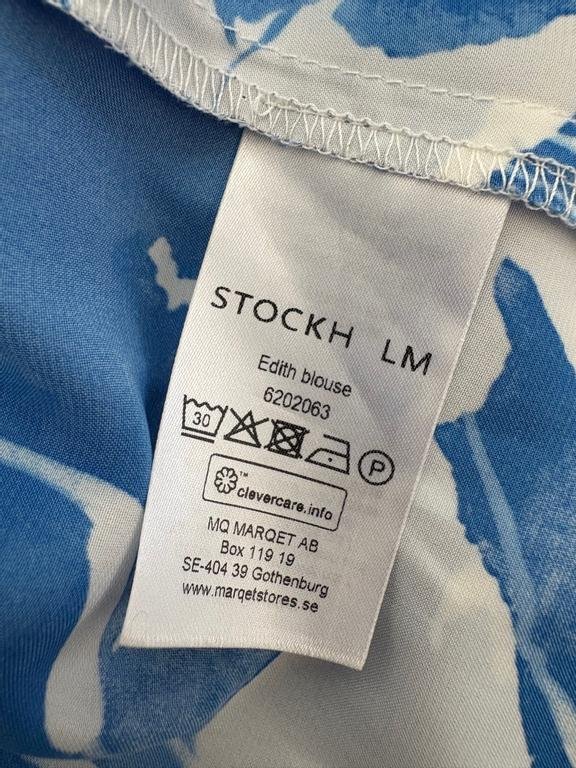 STOCKH LM
Edith blouse
6202063
30
P
™
clevercare.info
MQ MARQET AB
Box 119 19
SE-404 39 Gothenburg
www.marqetstores.se